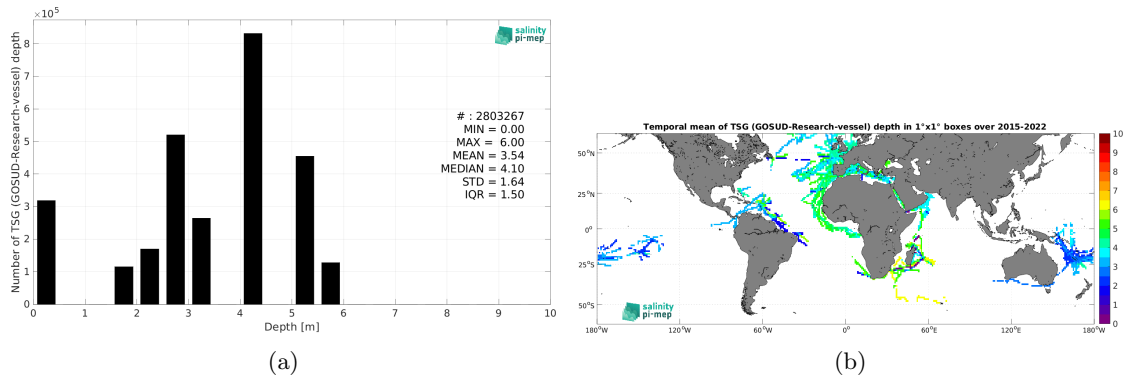 ×10⁵
8
7
6
5
4
3
2
1
0
Number of TSG (GOSUD-Research-vessel) depth
salinity
pi-mep
# : 2803267
MIN = 0.00
MAX = 6.00
MEAN = 3.54
MEDIAN = 4.10
STD = 1.64
IQR = 1.50
0 1 2 3 4 5 6 7 8 9 10
Depth [m]
(a)
Temporal mean of TSG (GOSUD-Research-vessel) depth in 1°x1° boxes over 2015-2022
50°N
25°N
0°
25°S
50°S
salinity
pi-mep
180°W 120°W 60°W 0° 60°E 120°E 180°W
10
9
8
7
6
5
4
3
2
1
0
(b)